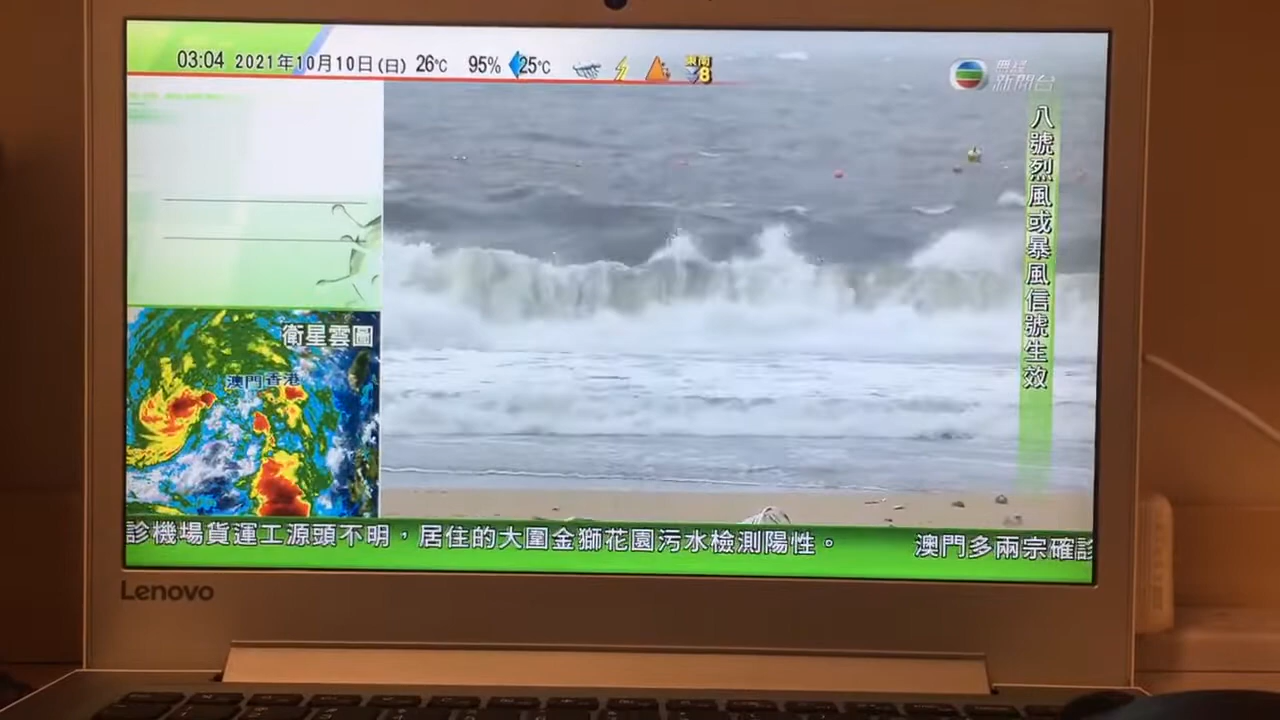 03:04 2021年10月10日(日) 26℃ 95% 25℃ 東南 8
無綫
新聞台
八號烈風或暴風信號生效
衛星雲圖
澳門 香港
診機場貨運工源頭不明，居住的大圍金獅花園污水檢測陽性。 澳門多兩宗確診
Lenovo